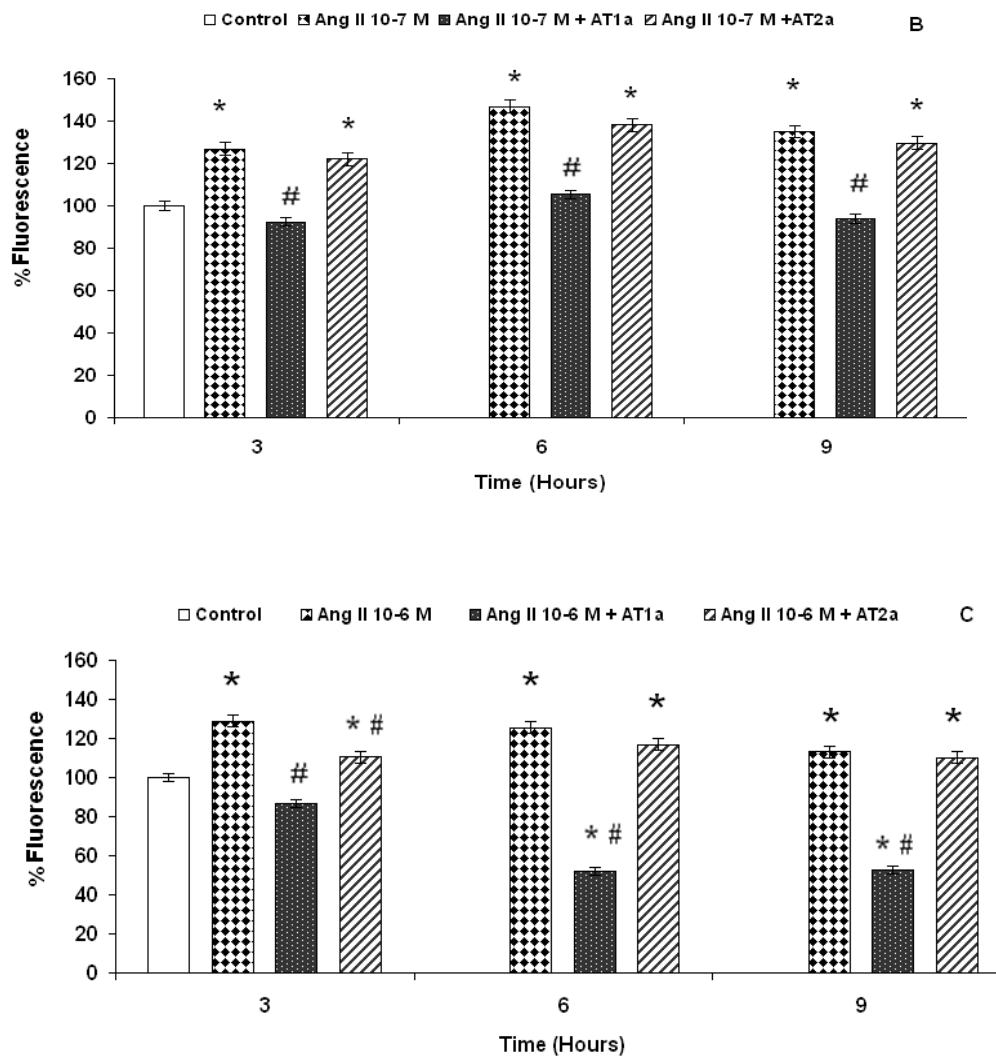 Control Ang II 10-7 M Ang II 10-7 M + AT1a Ang II 10-7 M +AT2a
B
% Fluorescence
160
140
120
100
80
60
40
20
0
* * * * * *
# # #
3 6 9
Time (Hours)
Control Ang II 10-6 M Ang II 10-6 M + AT1a Ang II 10-6 M + AT2a
C
% Fluorescence
160
140
120
100
80
60
40
20
0
* * * * *
* #
#
* # * #
3 6 9
Time (Hours)